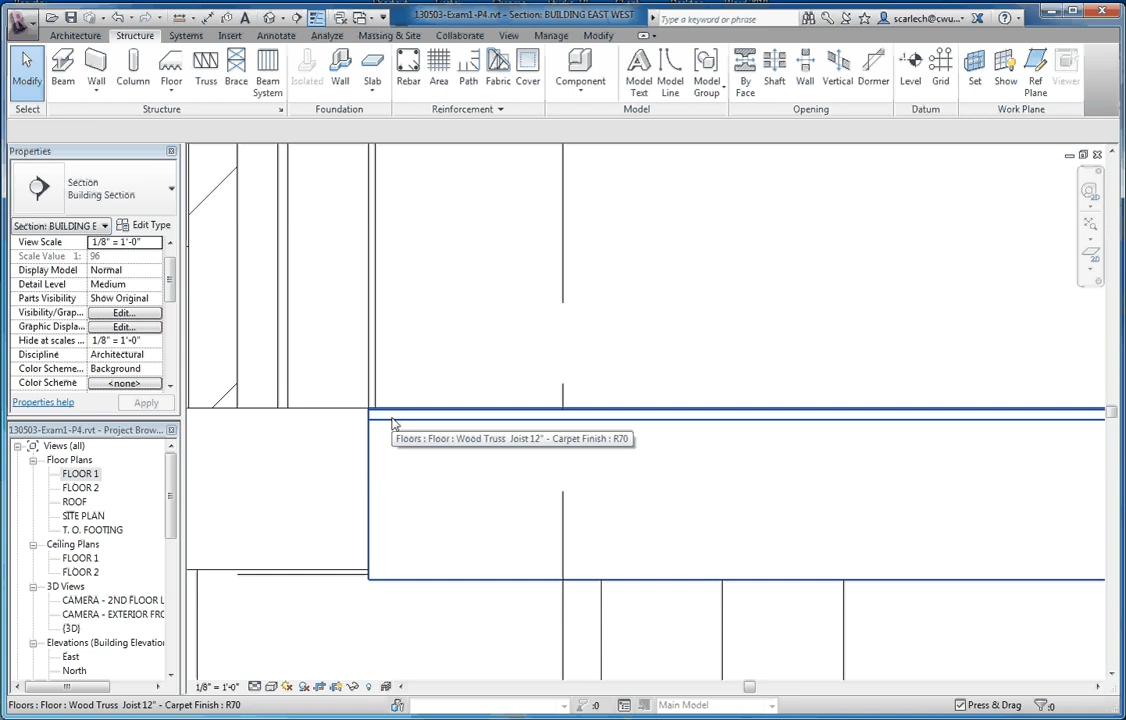 130503-Exam1-P4.rvt - Section: BUILDING EAST WEST
Type a keyword or phrase
scarlech@cwu...
Architecture Structure Systems Insert Annotate Analyze Massing & Site Collaborate View Manage Modify
Modify Beam Wall Column Floor Truss Brace Beam System Isolated Wall Slab Rebar Area Path Fabric Cover Component Model Text Model Line Model Group By Face Shaft Wall Vertical Dormer Level Grid Set Show Ref Plane Viewer
Select Structure Foundation Reinforcement Model Opening Datum Work Plane
Properties
Section
Building Section
Section: BUILDING E Edit Type
View Scale 1/8" = 1'-0"
Scale Value 1: 96
Display Model Normal
Detail Level Medium
Parts Visibility Show Original
Visibility/Grap... Edit...
Graphic Displa... Edit...
Hide at scales ... 1/8" = 1'-0"
Discipline Architectural
Color Scheme... Background
Color Scheme <none>
Properties help Apply
130503-Exam1-P4.rvt - Project Brow...
Views (all)
Floor Plans
FLOOR 1
FLOOR 2
ROOF
SITE PLAN
T. O. FOOTING
Ceiling Plans
FLOOR 1
FLOOR 2
3D Views
CAMERA - 2ND FLOOR L
CAMERA - EXTERIOR FRO
{3D}
Elevations (Building Elevation
East
North
Floors : Floor : Wood Truss Joist 12" - Carpet Finish : R70
1/8" = 1'-0"
Floors : Floor : Wood Truss Joist 12" - Carpet Finish : R70
:0
Main Model
Press & Drag
:0